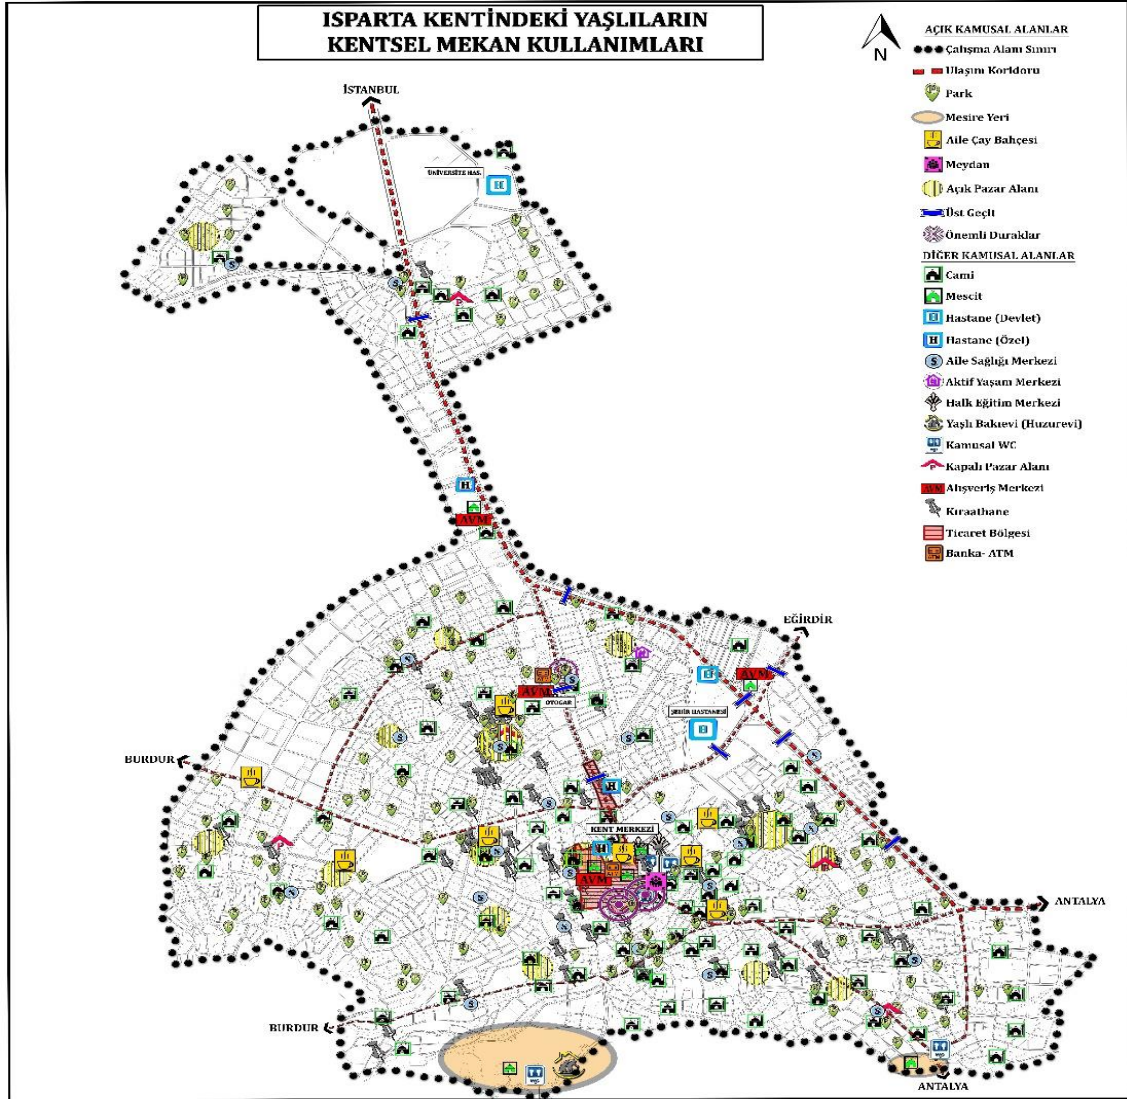 ISPARTA KENTİNDEKİ YAŞLILARIN
KENTSEL MEKAN KULLANIMLARI
N
AÇIK KAMUSAL ALANLAR
Çalışma Alanı Sınırı
Ulaşım Koridoru
Park
Mesire Yeri
Aile Çay Bahçesi
Meydan
Açık Pazar Alanı
Üst Geçit
Önemli Duraklar
DİĞER KAMUSAL ALANLAR
Cami
Mescit
Hastane (Devlet)
H Hastane (Özel)
S Aile Sağlığı Merkezi
Aktif Yaşam Merkezi
Halk Eğitim Merkezi
Yaşlı Bakıevi (Huzurevi)
Kamusal WC
P Kapalı Pazar Alanı
AVM Alışveriş Merkezi
Kıraathane
Ticaret Bölgesi
Banka- ATM
İSTANBUL
ÜNİVERSİTE HAS.
S
S
P
H
AVM
EĞİRDİR
AVM
AVM
OTOGAR
ŞEHİR HASTANESİ
BURDUR
H
KENT MERKEZİ
H
AVM
ANTALYA
BURDUR
ANTALYA